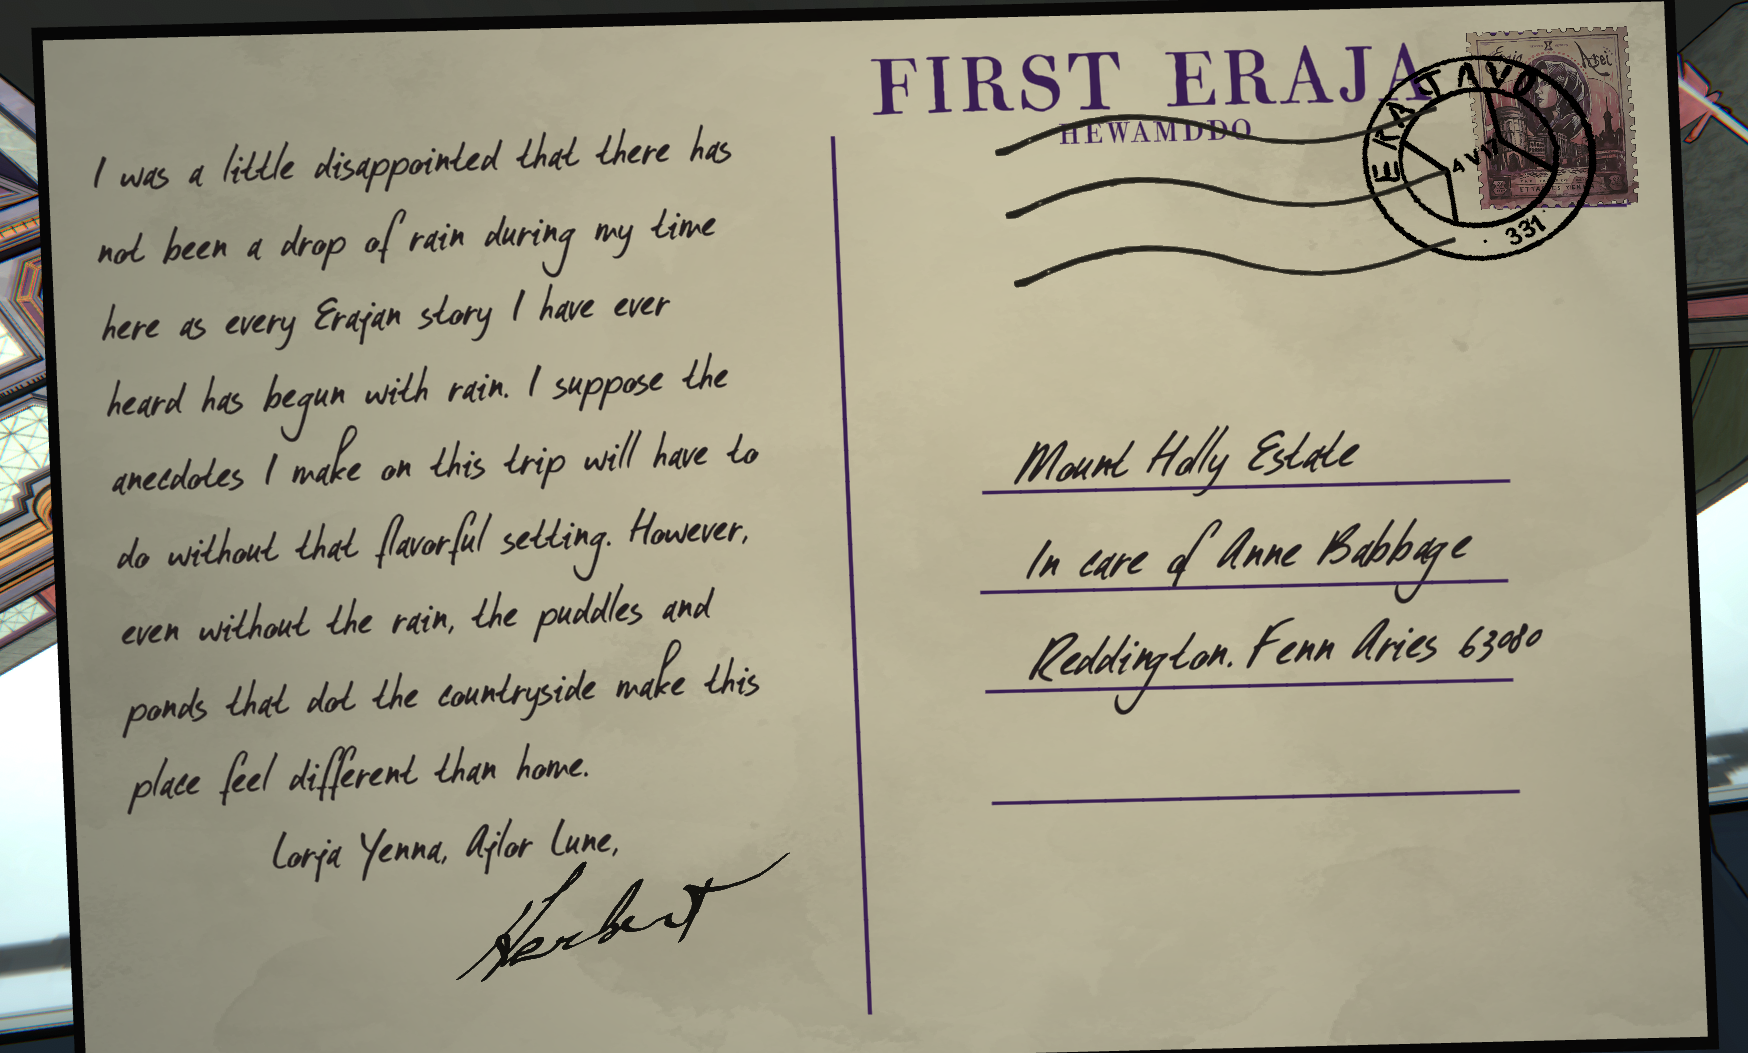 I was a little disappointed that there has
not been a drop of rain during my time
here as every Erajan story I have ever
heard has begun with rain. I suppose the
anecdotes I make on this trip will have to
do without that flavorful setting. However,
even without the rain, the puddles and
ponds that dot the countryside make this
place feel different than home.
Lorja Yenna, Ajlor Lune,
Herbert
FIRST ERAJA
HEWAMDDO
ERAJAVO
4 V 17
331
Mount Holly Estate
In care of Anne Babbage
Reddington. Fenn Aries 63080